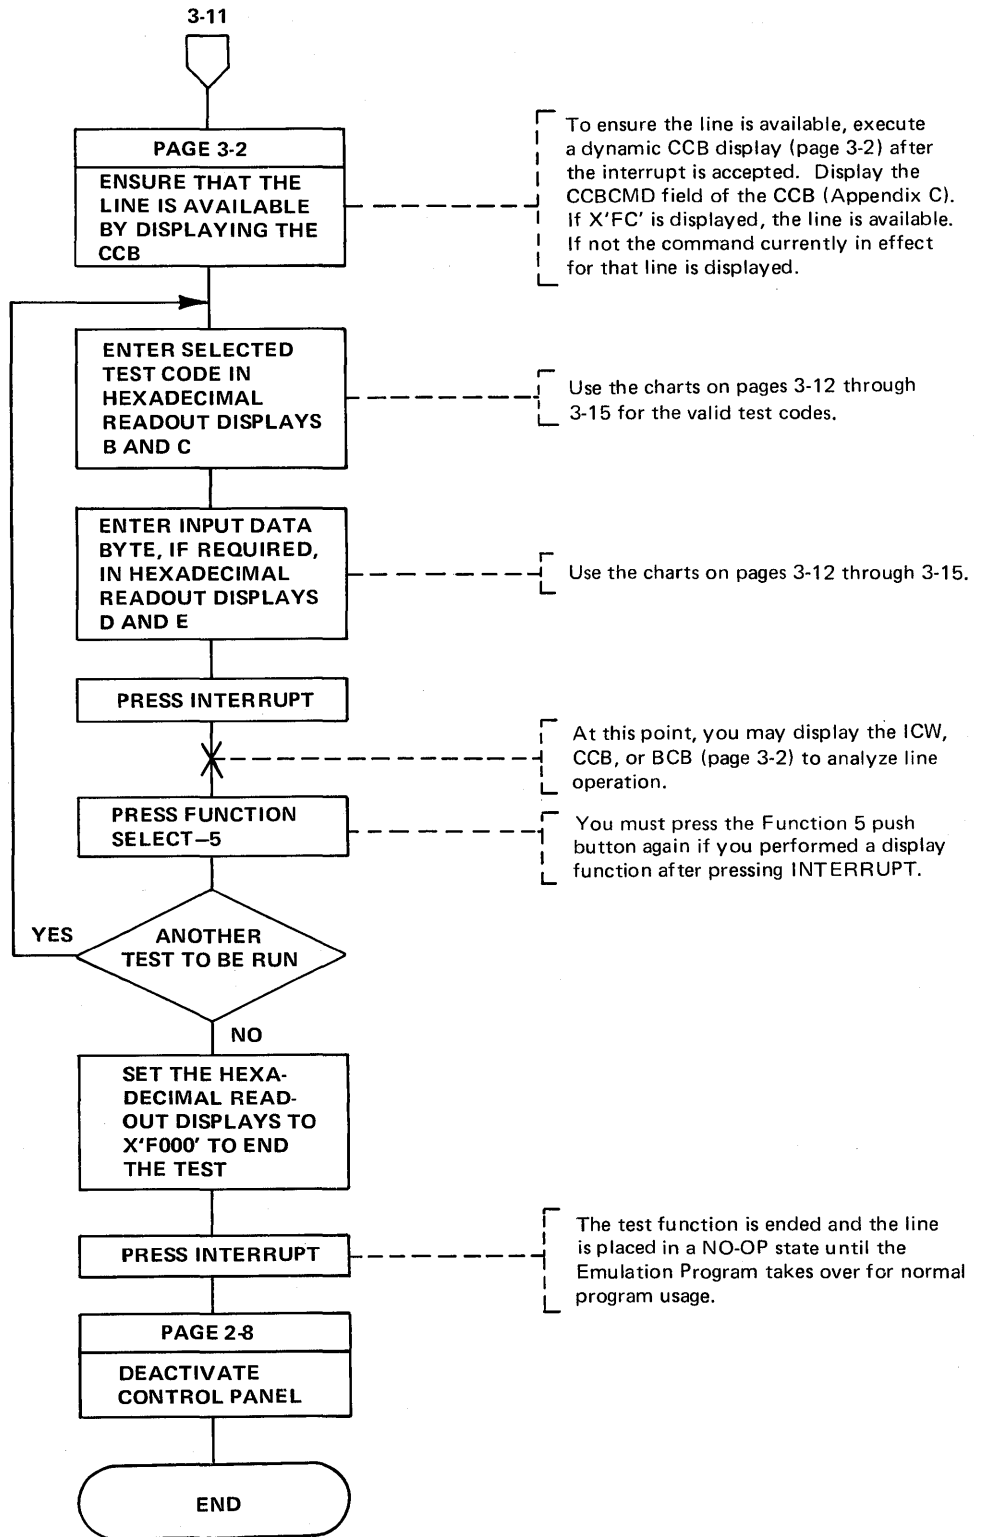 3-11
PAGE 3-2
ENSURE THAT THE
LINE IS AVAILABLE
BY DISPLAYING THE
CCB
To ensure the line is available, execute
a dynamic CCB display (page 3-2) after
the interrupt is accepted. Display the
CCBCMD field of the CCB (Appendix C).
If X'FC' is displayed, the line is available.
If not the command currently in effect
for that line is displayed.
ENTER SELECTED
TEST CODE IN
HEXADECIMAL
READOUT DISPLAYS
B AND C
Use the charts on pages 3-12 through
3-15 for the valid test codes.
ENTER INPUT DATA
BYTE, IF REQUIRED,
IN HEXADECIMAL
READOUT DISPLAYS
D AND E
Use the charts on pages 3-12 through 3-15.
PRESS INTERRUPT
At this point, you may display the ICW,
CCB, or BCB (page 3-2) to analyze line
operation.
PRESS FUNCTION
SELECT–5
You must press the Function 5 push
button again if you performed a display
function after pressing INTERRUPT.
YES
ANOTHER
TEST TO BE RUN
NO
SET THE HEXA-
DECIMAL READ-
OUT DISPLAYS TO
X'F000' TO END
THE TEST
PRESS INTERRUPT
The test function is ended and the line
is placed in a NO-OP state until the
Emulation Program takes over for normal
program usage.
PAGE 2-8
DEACTIVATE
CONTROL PANEL
END